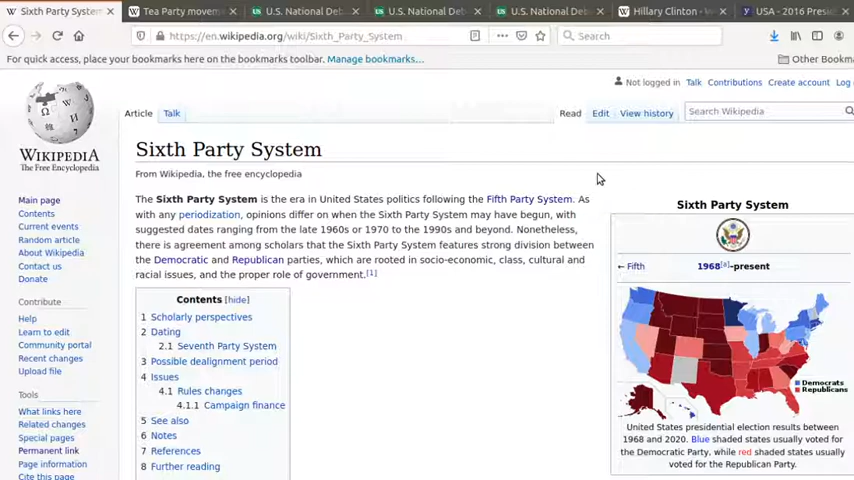 Sixth Party System
Tea Party movem
U.S. National De
U.S. National De
U.S. National De
Hillary Clinton - W
USA - 2016 Presi
https://en.wikipedia.org/wiki/Sixth_Party_System
Search
For quick access, place your bookmarks here on the bookmarks toolbar. Manage bookmarks...
Other Bookm
Not logged in Talk Contributions Create account Log
Article Talk
Read Edit View history
Search Wikipedia
WIKIPEDIA
The Free Encyclopedia
Main page
Contents
Current events
Random article
About Wikipedia
Contact us
Donate
Contribute
Help
Learn to edit
Community portal
Recent changes
Upload file
Tools
What links here
Related changes
Special pages
Permanent link
Page information
Cite this page
Sixth Party System
From Wikipedia, the free encyclopedia
The Sixth Party System is the era in United States politics following the Fifth Party System. As
with any periodization, opinions differ on when the Sixth Party System may have begun, with
suggested dates ranging from the late 1960s or 1970 to the 1990s and beyond. Nonetheless,
there is agreement among scholars that the Sixth Party System features strong division between
the Democratic and Republican parties, which are rooted in socio-economic, class, cultural and
racial issues, and the proper role of government.[1]
Contents [hide]
1 Scholarly perspectives
2 Dating
2.1 Seventh Party System
3 Possible dealignment period
4 Issues
4.1 Rules changes
4.1.1 Campaign finance
5 See also
6 Notes
7 References
8 Further reading
Sixth Party System
← Fifth 1968[a]-present
Democrats
Republicans
United States presidential election results between
1968 and 2020. Blue shaded states usually voted for
the Democratic Party, while red shaded states usually
voted for the Republican Party.